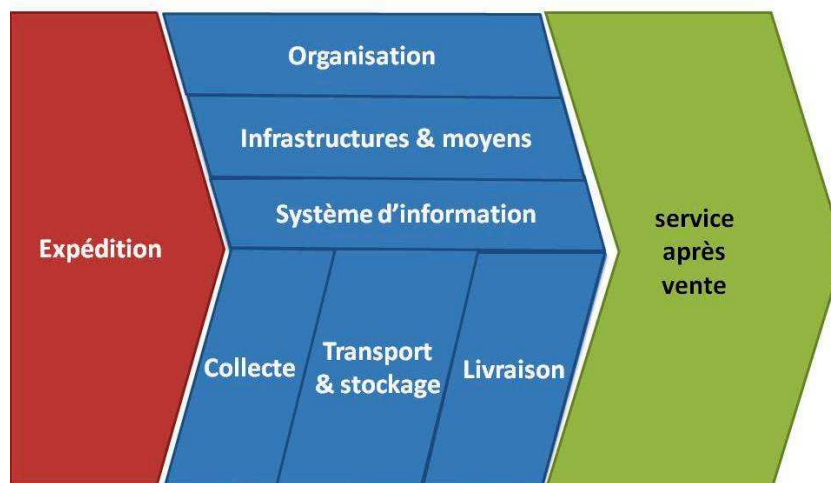 Organisation
Infrastructures & moyens
Système d'information
Expédition
service
après
vente
Collecte
Transport
& stockage
Livraison